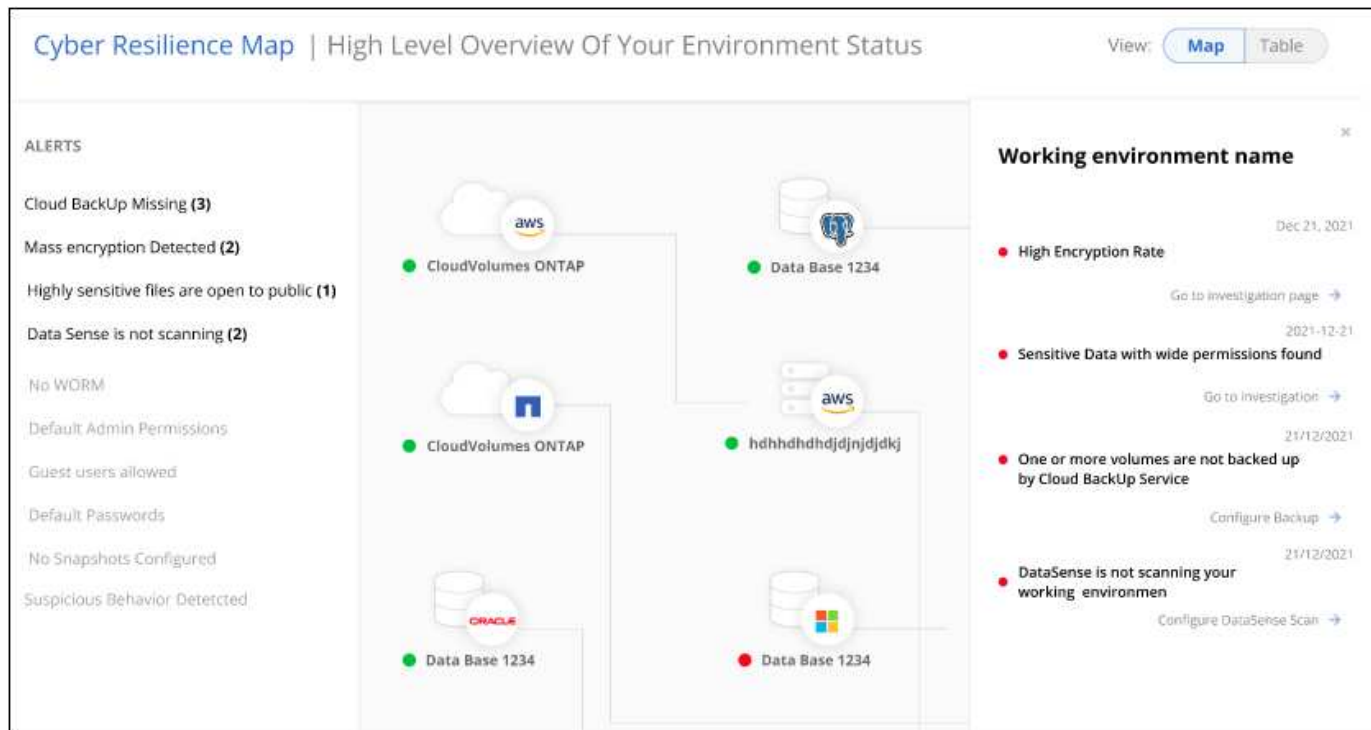 Cyber Resilience Map | High Level Overview Of Your Environment Status
View: Map Table
ALERTS
Cloud BackUp Missing (3)
Mass encryption Detected (2)
Highly sensitive files are open to public (1)
Data Sense is not scanning (2)
No WORM
Default Admin Permissions
Guest users allowed
Default Passwords
No Snapshots Configured
Suspicious Behavior Detetcted
aws
CloudVolumes ONTAP
Data Base 1234
CloudVolumes ONTAP
aws
hdhhdhdhdjdjnjdjdkj
ORACLE
Data Base 1234
Data Base 1234
×
Working environment name
Dec 21, 2021
High Encryption Rate
Go to investigation page →
2021-12-21
Sensitive Data with wide permissions found
Go to investigation →
21/12/2021
One or more volumes are not backed up
by Cloud BackUp Service
Configure Backup →
21/12/2021
DataSense is not scanning your
working environmen
Configure DataSense Scan →